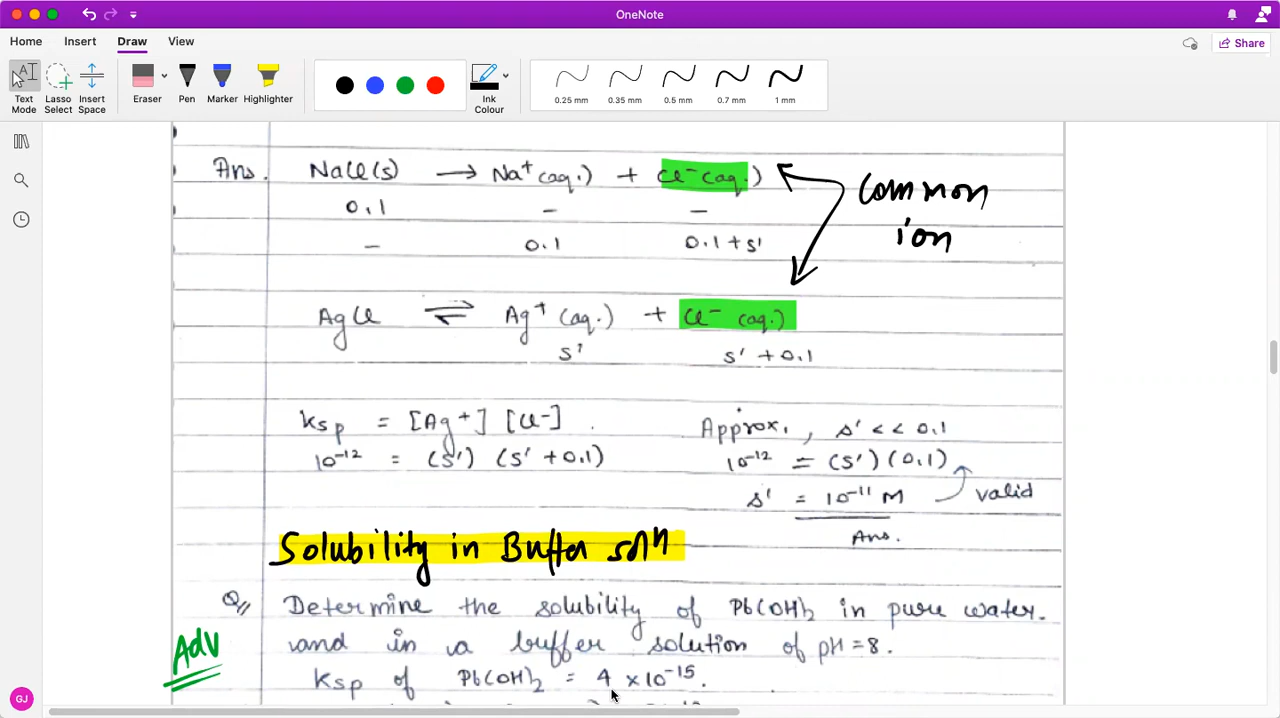 OneNote
Home Insert Draw View
Share
Text Mode
Lasso Select
Insert Space
Eraser
Pen
Marker
Highlighter
Ink Colour
0.25 mm
0.35 mm
0.5 mm
0.7 mm
1 mm
Ans. NaCl(s) → Na⁺(aq.) + Cl⁻(aq.)
0.1 – –
– 0.1 0.1+s'
Common
ion
AgCl ⇌ Ag⁺(aq.) + Cl⁻ (aq.)
s' s' + 0.1
Ksp = [Ag⁺] [Cl⁻]
10⁻¹² = (s') (s' + 0.1)
Approx., s' << 0.1
10⁻¹² = (s')(0.1)
s' = 10⁻¹¹ M valid
Ans.
Solubility in Buffer solⁿ
Q// Determine the solubility of Pb(OH)₂ in pure water.
and in a buffer solution of pH = 8.
Adv
Ksp of Pb(OH)₂ = 4 × 10⁻¹⁵.
GJ